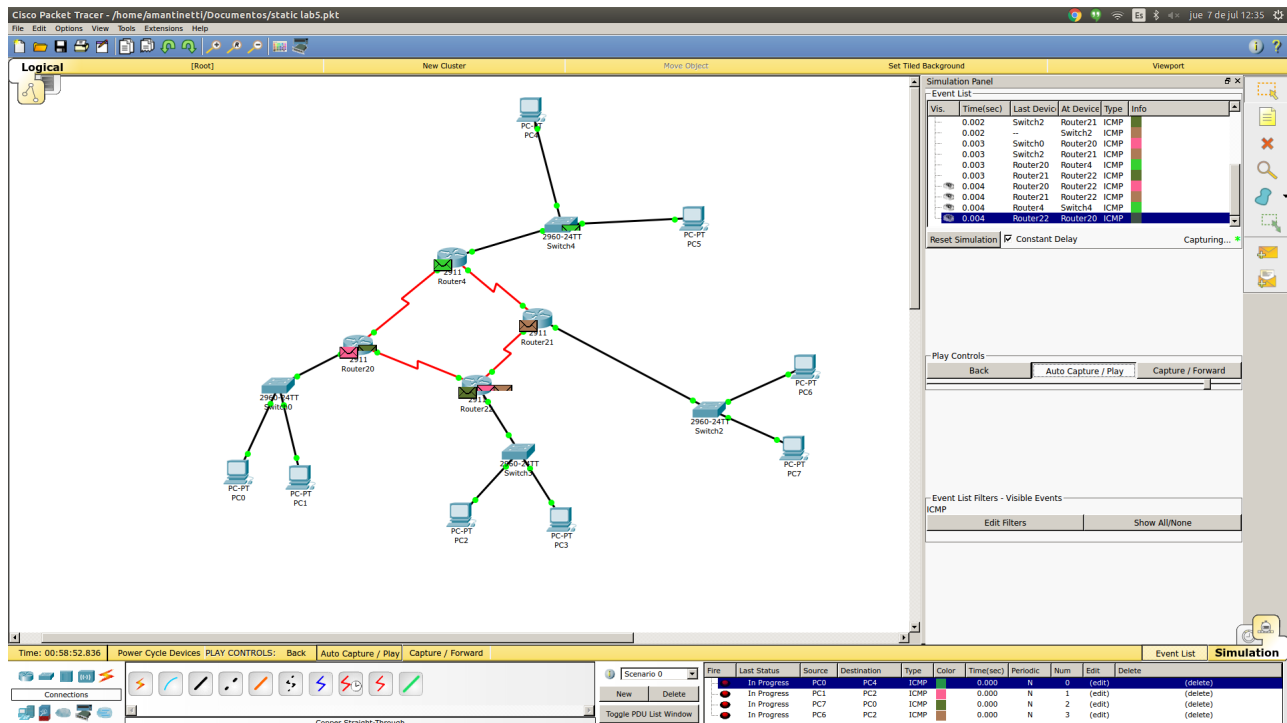 Cisco Packet Tracer - /home/amantinetti/Documentos/static lab5.pkt
Es
jue 7 de jul 12:35
File Edit Options View Tools Extensions Help
Logical
[Root]
New Cluster
Move Object
Set Tiled Background
Viewport
PC-PT
PC4
2960-24TT
Switch4
PC-PT
PC5
2911
Router4
2911
Router21
2911
Router20
2911
Router22
2960-24TT
Switch0
2960-24TT
Switch3
2960-24TT
Switch2
PC-PT
PC6
PC-PT
PC7
PC-PT
PC0
PC-PT
PC1
PC-PT
PC2
PC-PT
PC3
Simulation Panel
Event List
Vis. Time(sec) Last Devic At Device Type Info
0.002 Switch2 Router21 ICMP
0.002 -- Switch2 ICMP
0.003 Switch0 Router20 ICMP
0.003 Switch2 Router21 ICMP
0.003 Router20 Router4 ICMP
0.003 Router21 Router22 ICMP
0.004 Router20 Router22 ICMP
0.004 Router21 Router22 ICMP
0.004 Router4 Switch4 ICMP
0.004 Router22 Router20 ICMP
Reset Simulation Constant Delay Capturing... *
Play Controls
Back Auto Capture / Play Capture / Forward
Event List Filters - Visible Events
ICMP
Edit Filters Show All/None
Time: 00:58:52.836 Power Cycle Devices PLAY CONTROLS: Back Auto Capture / Play Capture / Forward
Event List Simulation
Connections
Copper Straight-Through
Scenario 0
New Delete
Toggle PDU List Window
Fire Last Status Source Destination Type Color Time(sec) Periodic Num Edit Delete
In Progress PC0 PC4 ICMP 0.000 N 0 (edit) (delete)
In Progress PC1 PC2 ICMP 0.000 N 1 (edit) (delete)
In Progress PC7 PC0 ICMP 0.000 N 2 (edit) (delete)
In Progress PC6 PC2 ICMP 0.000 N 3 (edit) (delete)